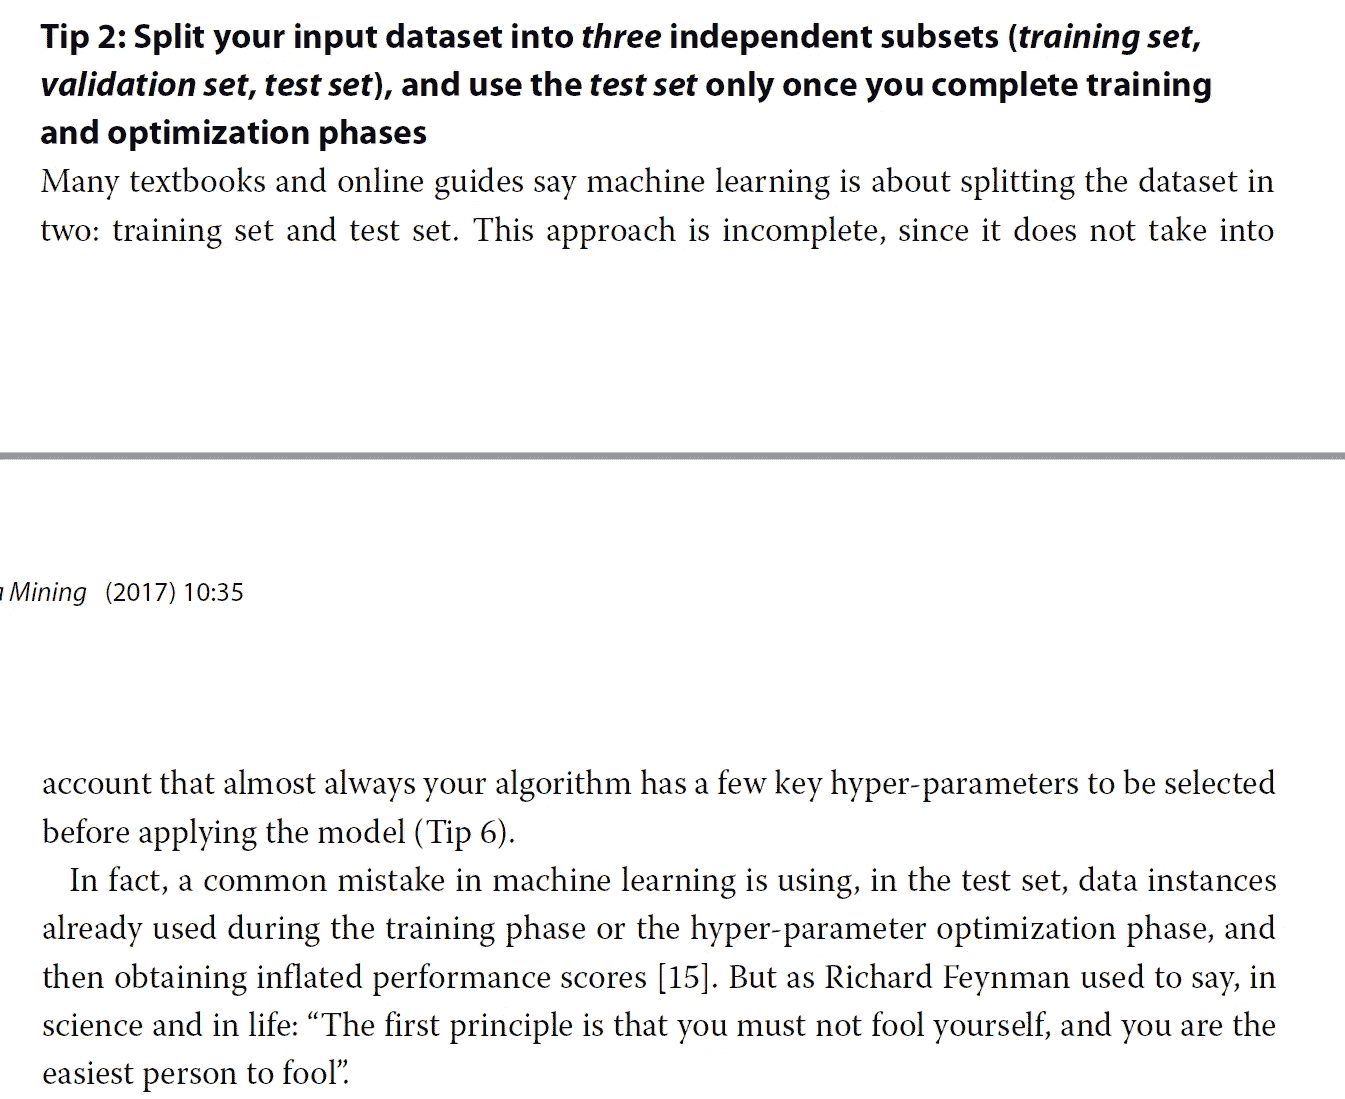 Tip 2: Split your input dataset into three independent subsets (training set,
validation set, test set), and use the test set only once you complete training
and optimization phases
Many textbooks and online guides say machine learning is about splitting the dataset in
two: training set and test set. This approach is incomplete, since it does not take into
Mining (2017) 10:35
account that almost always your algorithm has a few key hyper-parameters to be selected
before applying the model (Tip 6).
In fact, a common mistake in machine learning is using, in the test set, data instances
already used during the training phase or the hyper-parameter optimization phase, and
then obtaining inflated performance scores [15]. But as Richard Feynman used to say, in
science and in life: “The first principle is that you must not fool yourself, and you are the
easiest person to fool”.